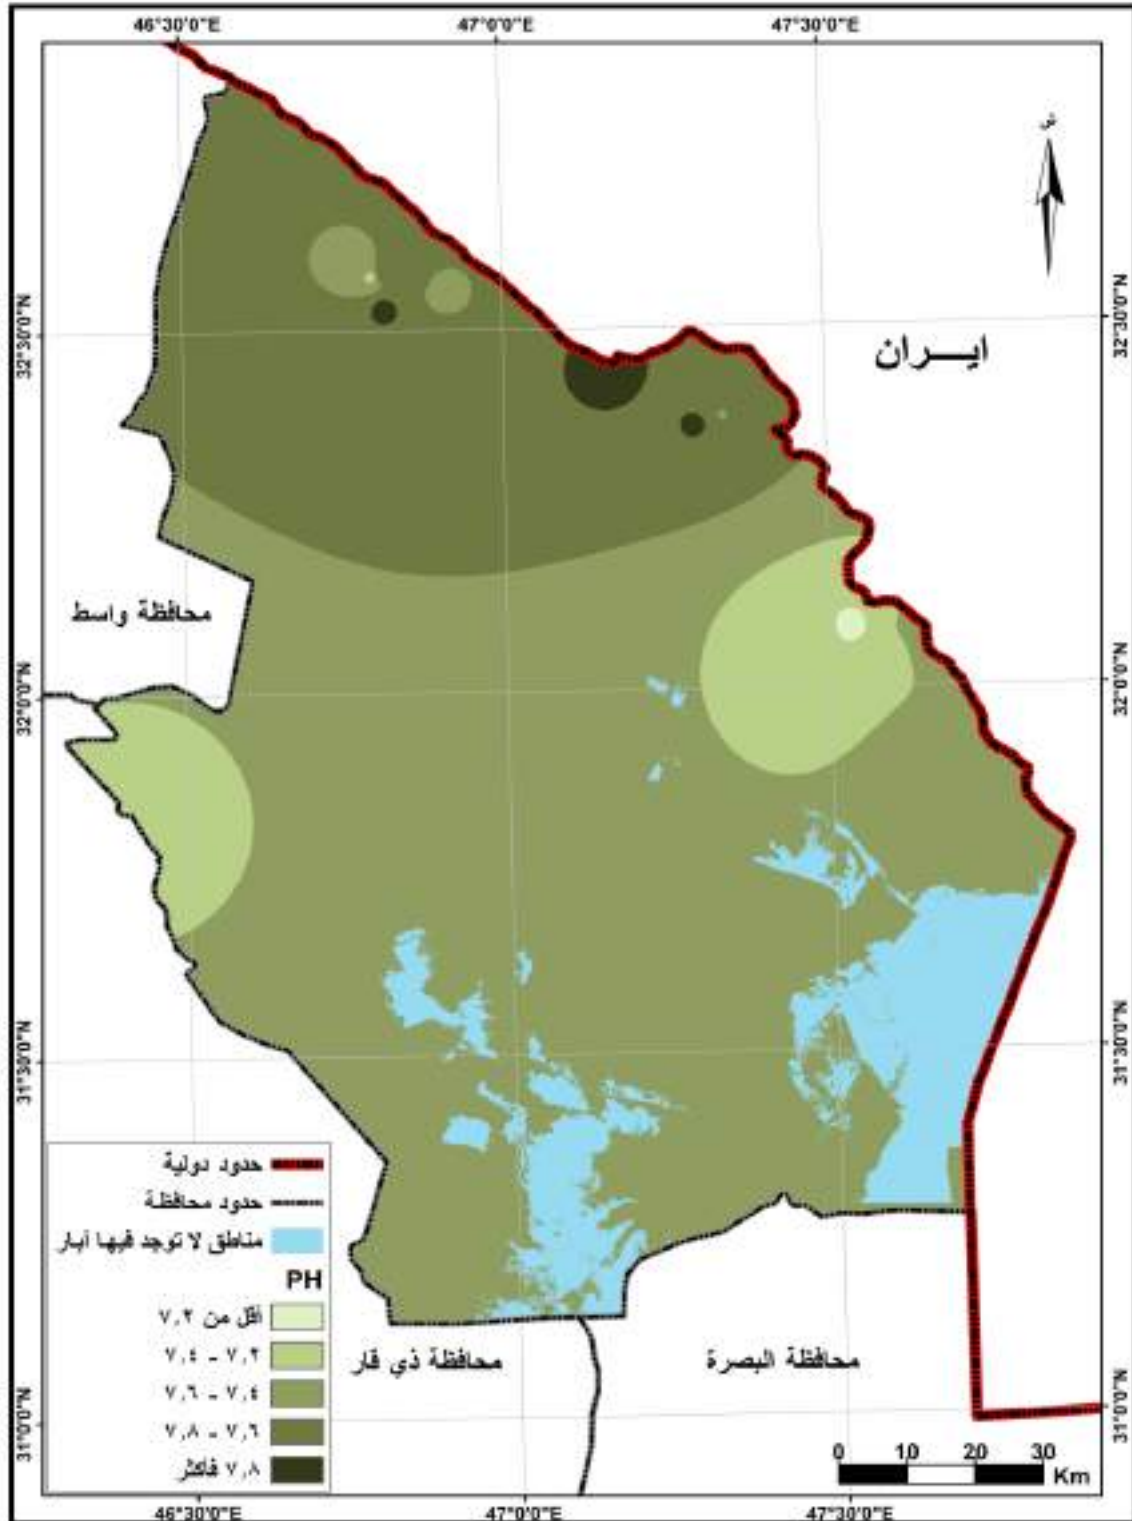 46°30'0"E
47°0'0"E
47°30'0"E
ش
32°30'0"N
32°30'0"N
ايـــران
محافظة واسط
32°0'0"N
32°0'0"N
31°30'0"N
31°30'0"N
حدود دولية
حدود محافظة
مناطق لا توجد فيها آبار
PH
أقل من ٧,٢
٧,٢ - ٧,٤
٧,٤ - ٧,٦
٧,٦ - ٧,٨
٧,٨ فأكثر
محافظة ذي قار
محافظة البصرة
31°0'0"N
31°0'0"N
0 10 20 30
Km
46°30'0"E
47°0'0"E
47°30'0"E